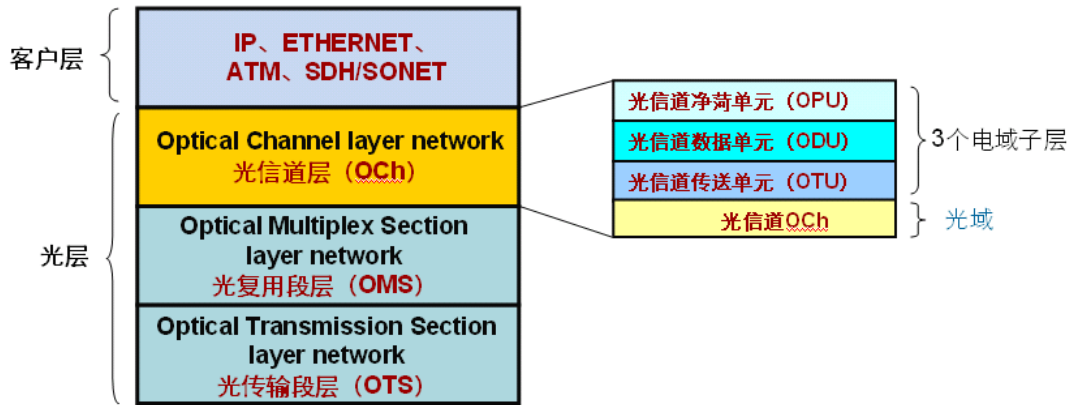 客户层
IP、ETHERNET、
ATM、SDH/SONET
光层
Optical Channel layer network
光信道层（OCh）
Optical Multiplex Section
layer network
光复用段层（OMS）
Optical Transmission Section
layer network
光传输段层（OTS）
光信道净荷单元（OPU）
光信道数据单元（ODU）
光信道传送单元（OTU）
光信道OCh
3个电域子层
光域